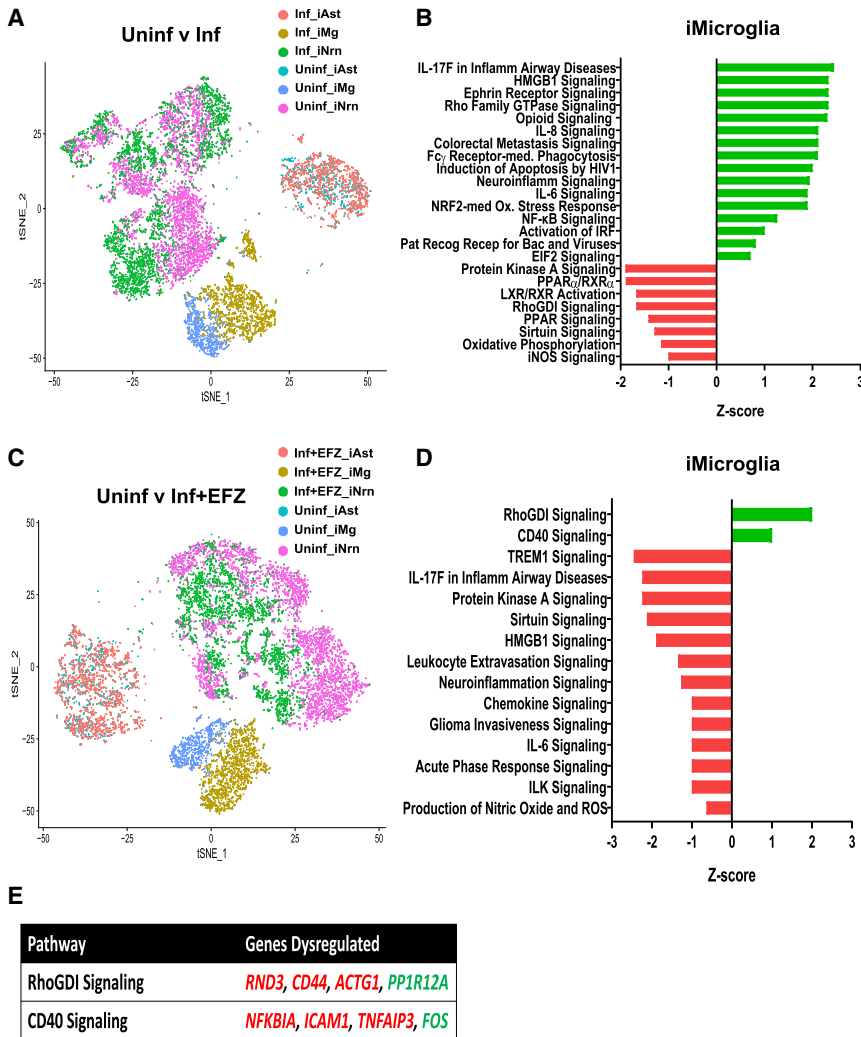 A
Uninf v Inf
Inf_iAst
Inf_iMg
Inf_iNrn
Uninf_iAst
Uninf_iMg
Uninf_iNrn
tSNE_2
25
0
−25
−50
−50
−25
0
25
50
tSNE_1
B
iMicroglia
IL-17F in Inflamm Airway Diseases
HMGB1 Signaling
Ephrin Receptor Signaling
Rho Family GTPase Signaling
Opioid Signaling
IL-8 Signaling
Colorectal Metastasis Signaling
Fcγ Receptor-med. Phagocytosis
Induction of Apoptosis by HIV1
Neuroinflamm Signaling
IL-6 Signaling
NRF2-med Ox. Stress Response
NF-κB Signaling
Activation of IRF
Pat Recog Recep for Bac and Viruses
EIF2 Signaling
Protein Kinase A Signaling
PPARα/RXRα
LXR/RXR Activation
RhoGDI Signaling
PPAR Signaling
Sirtuin Signaling
Oxidative Phosphorylation
iNOS Signaling
-2 -1 0 1 2 3
Z-score
C
Uninf v Inf+EFZ
Inf+EFZ_iAst
Inf+EFZ_iMg
Inf+EFZ_iNrn
Uninf_iAst
Uninf_iMg
Uninf_iNrn
tSNE_2
50
25
0
−25
−50
−50
−25
0
25
50
tSNE_1
D
iMicroglia
RhoGDI Signaling
CD40 Signaling
TREM1 Signaling
IL-17F in Inflamm Airway Diseases
Protein Kinase A Signaling
Sirtuin Signaling
HMGB1 Signaling
Leukocyte Extravasation Signaling
Neuroinflammation Signaling
Chemokine Signaling
Glioma Invasiveness Signaling
IL-6 Signaling
Acute Phase Response Signaling
ILK Signaling
Production of Nitric Oxide and ROS
-3 -2 -1 0 1 2 3
Z-score
E
Pathway Genes Dysregulated
RhoGDI Signaling RND3, CD44, ACTG1, PP1R12A
CD40 Signaling NFKBIA, ICAM1, TNFAIP3, FOS